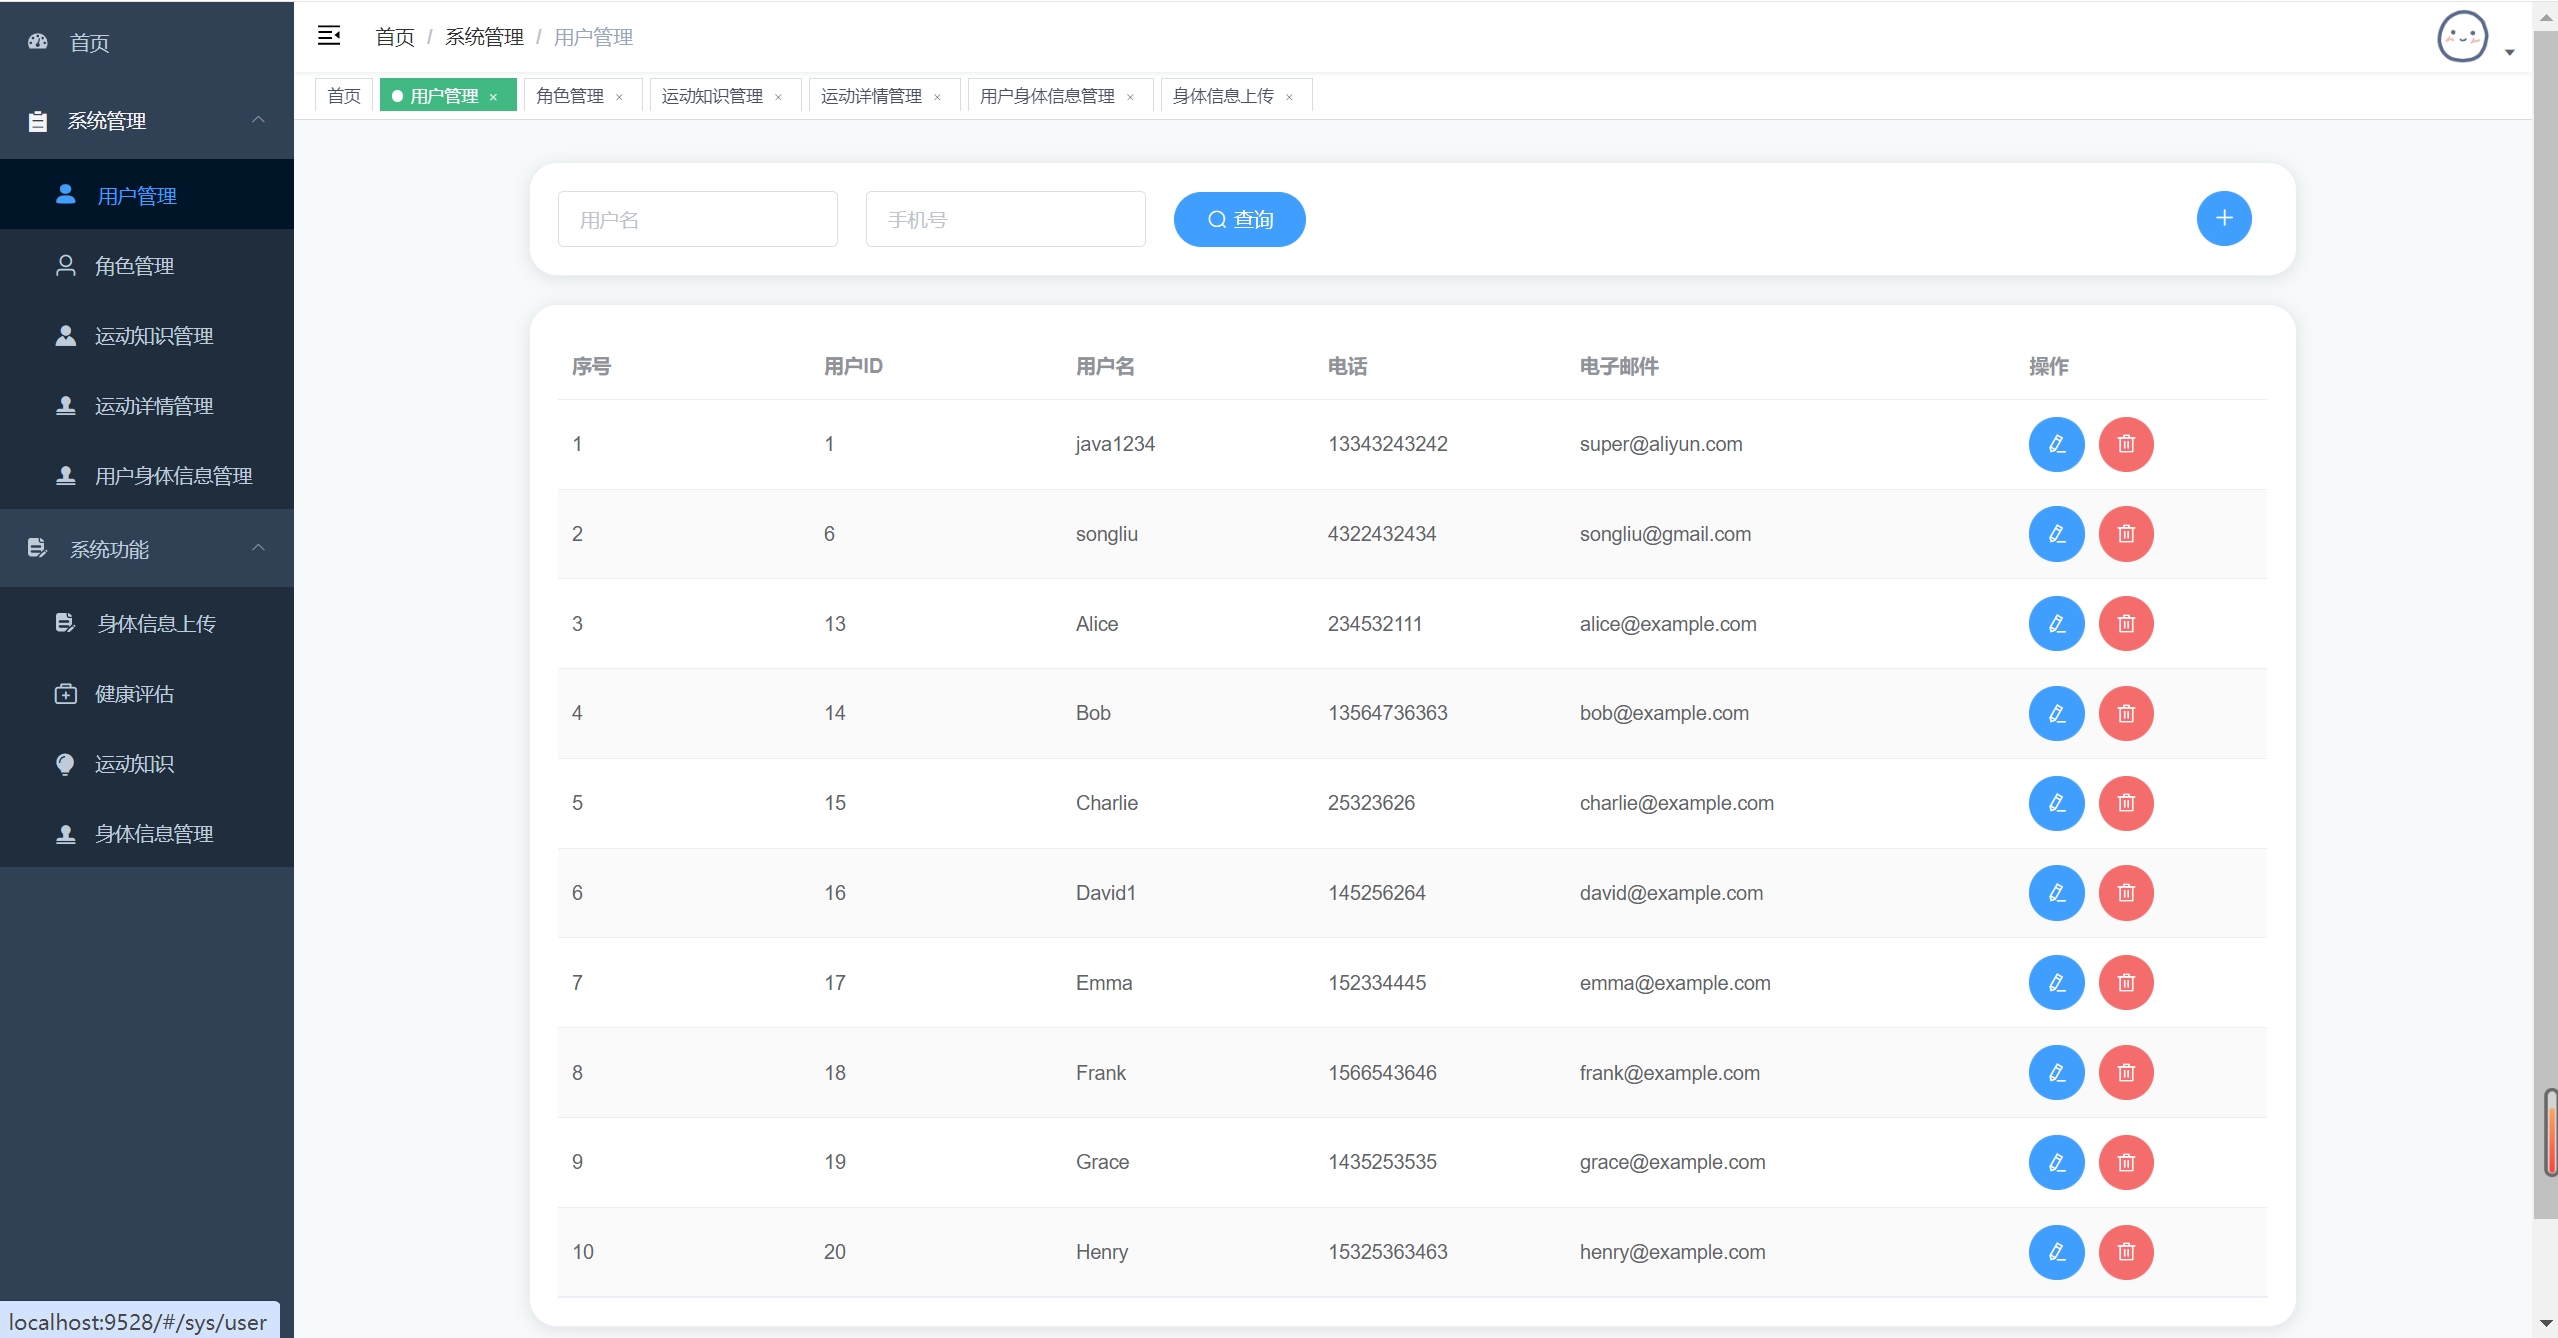 首页
系统管理
用户管理
角色管理
运动知识管理
运动详情管理
用户身体信息管理
系统功能
身体信息上传
健康评估
运动知识
身体信息管理
首页 / 系统管理 / 用户管理
首页 用户管理 × 角色管理 × 运动知识管理 × 运动详情管理 × 用户身体信息管理 × 身体信息上传 ×
用户名 手机号 查询
序号 用户ID 用户名 电话 电子邮件 操作
1 1 java1234 13343243242 super@aliyun.com
2 6 songliu 4322432434 songliu@gmail.com
3 13 Alice 234532111 alice@example.com
4 14 Bob 13564736363 bob@example.com
5 15 Charlie 25323626 charlie@example.com
6 16 David1 145256264 david@example.com
7 17 Emma 152334445 emma@example.com
8 18 Frank 1566543646 frank@example.com
9 19 Grace 1435253535 grace@example.com
10 20 Henry 15325363463 henry@example.com
localhost:9528/#/sys/user